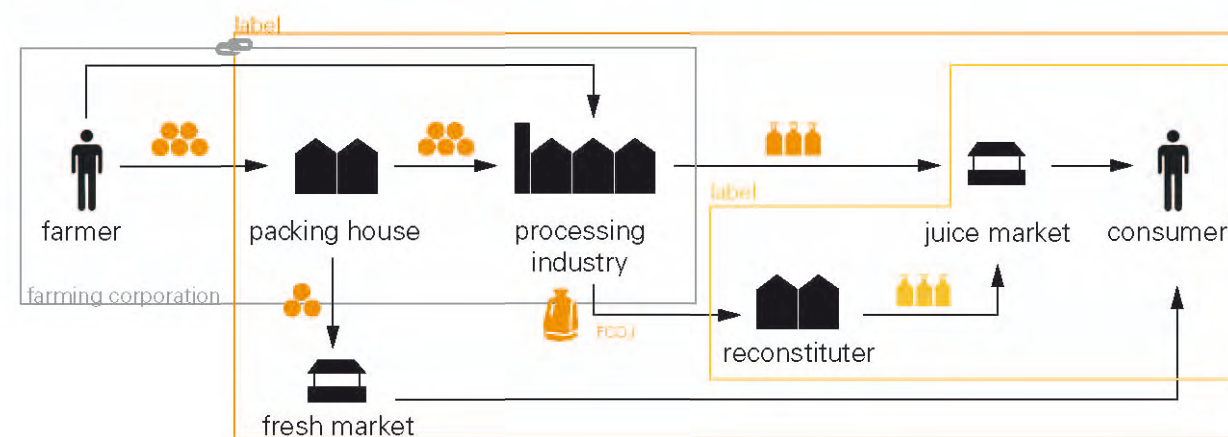 label
label
farmer
packing house
processing
industry
juice market
consumer
farming corporation
FCOJ
reconstituter
fresh market